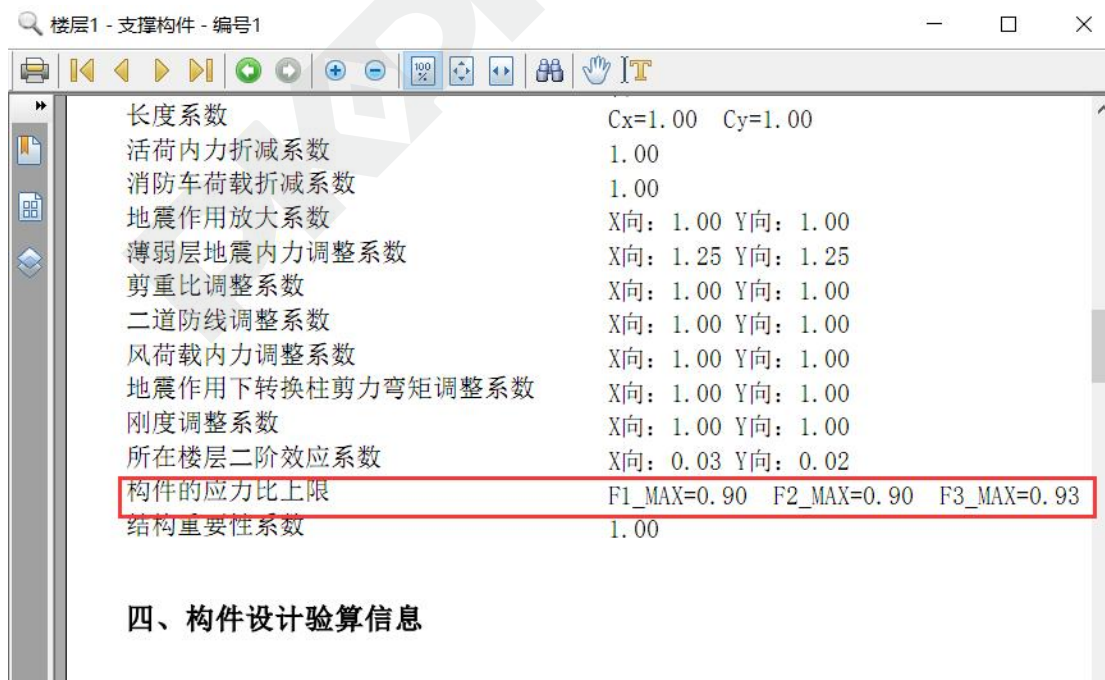 楼层1 - 支撑构件 - 编号1
长度系数 Cx=1.00 Cy=1.00
活荷内力折减系数 1.00
消防车荷载折减系数 1.00
地震作用放大系数 X向: 1.00 Y向: 1.00
薄弱层地震内力调整系数 X向: 1.25 Y向: 1.25
剪重比调整系数 X向: 1.00 Y向: 1.00
二道防线调整系数 X向: 1.00 Y向: 1.00
风荷载内力调整系数 X向: 1.00 Y向: 1.00
地震作用下转换柱剪力弯矩调整系数 X向: 1.00 Y向: 1.00
刚度调整系数 X向: 1.00 Y向: 1.00
所在楼层二阶效应系数 X向: 0.03 Y向: 0.02
构件的应力比上限 F1_MAX=0.90 F2_MAX=0.90 F3_MAX=0.93
结构重要性系数 1.00
四、构件设计验算信息